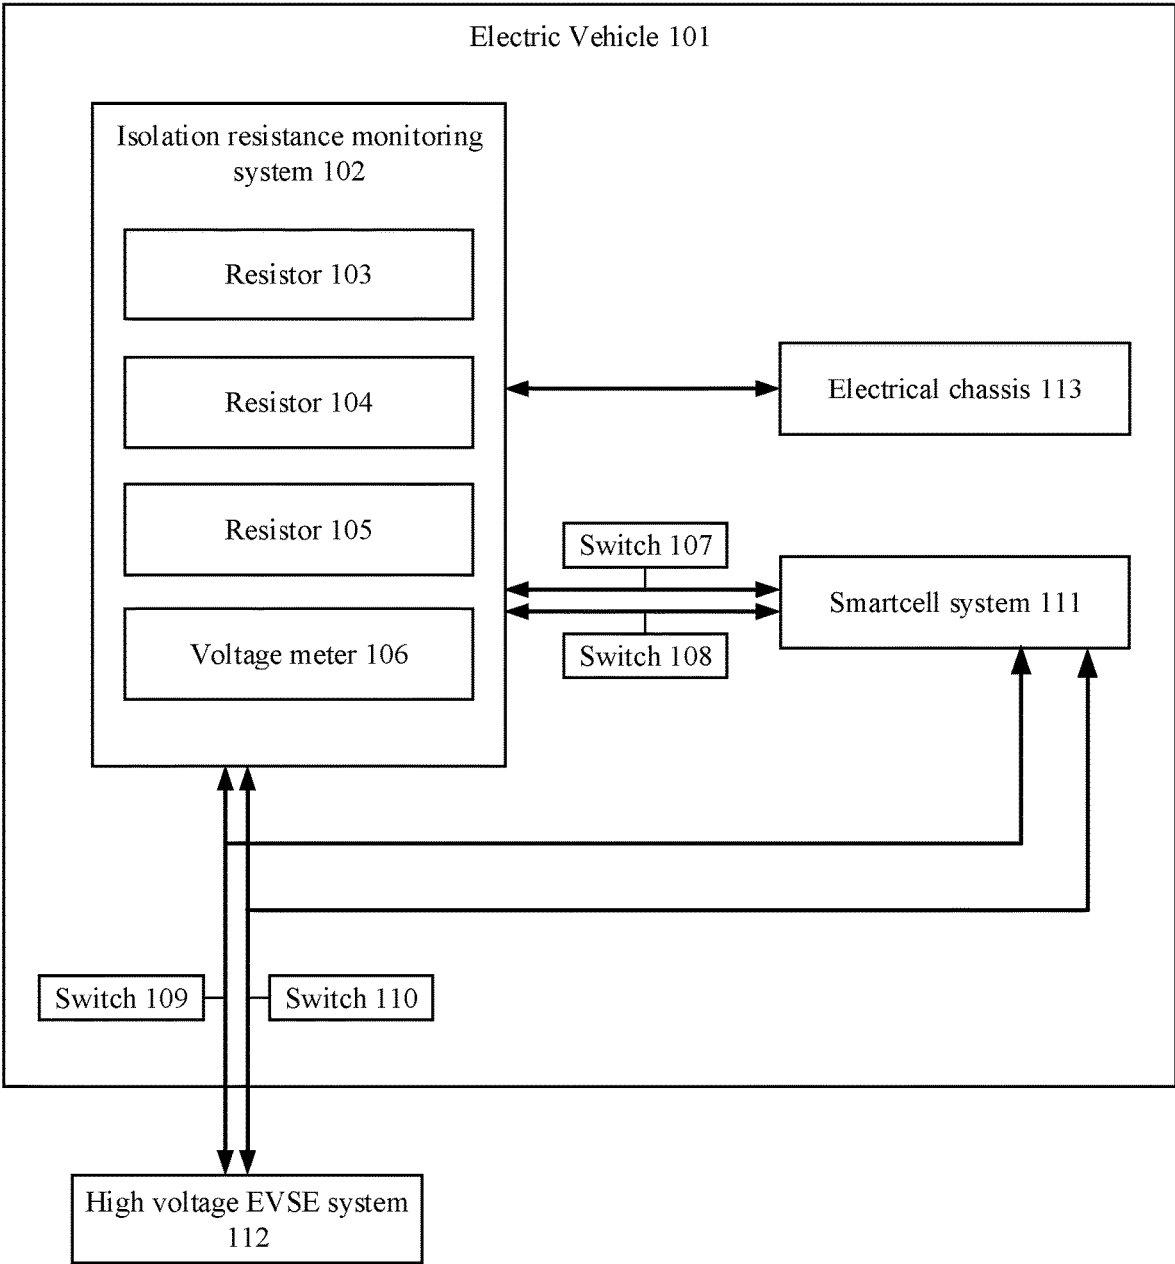 Electric Vehicle 101
Isolation resistance monitoring
system 102
Resistor 103
Resistor 104
Resistor 105
Voltage meter 106
Electrical chassis 113
Switch 107
Smartcell system 111
Switch 108
Switch 109
Switch 110
High voltage EVSE system
112